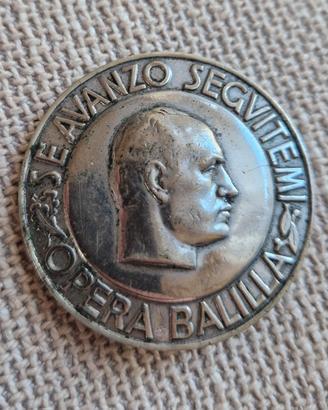 SE AVANZO SEGVITEMI
OPERA BALILLA